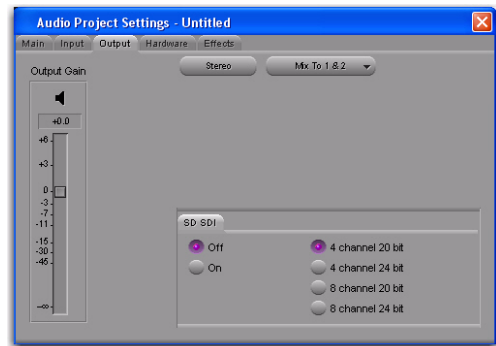 Audio Project Settings - Untitled
Main Input Output Hardware Effects
Output Gain
Stereo
Mix To 1 & 2
+0.0
+6
+3
0
-3
-7
-11
-15
-30
-45
-∞
SD SDI
Off
On
4 channel 20 bit
4 channel 24 bit
8 channel 20 bit
8 channel 24 bit